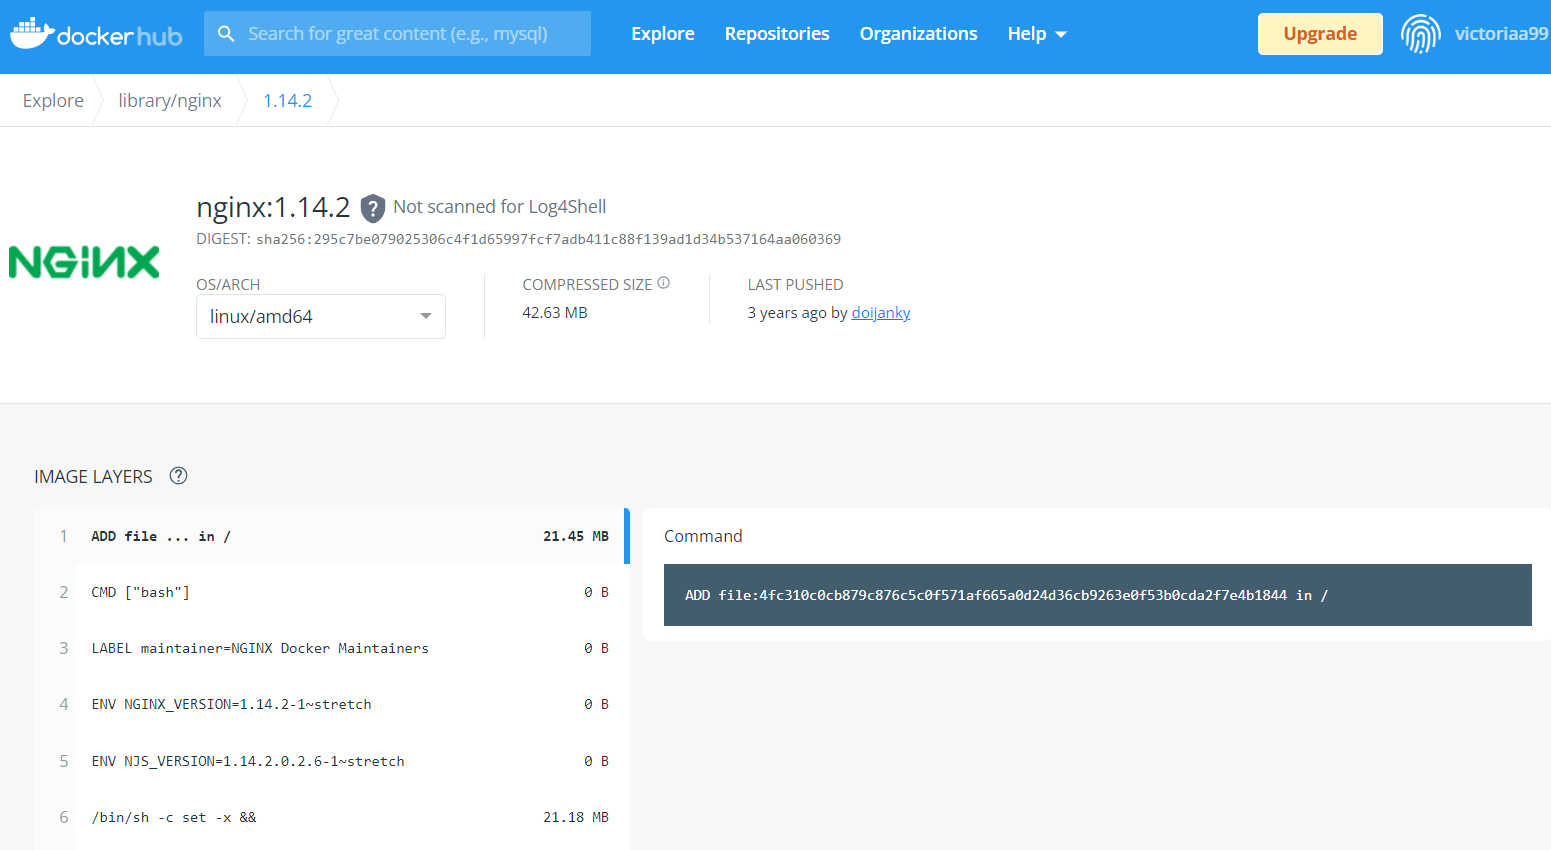 docker hub
Search for great content (e.g., mysql)
Explore
Repositories
Organizations
Help
Upgrade
victoriaa99
Explore
library/nginx
1.14.2
NGINX
nginx:1.14.2
? Not scanned for Log4Shell
DIGEST: sha256:295c7be079025306c4f1d65997fcf7adb411c88f139ad1d34b537164aa060369
OS/ARCH
linux/amd64
COMPRESSED SIZE
42.63 MB
LAST PUSHED
3 years ago by doijanky
IMAGE LAYERS ?
1 ADD file ... in / 21.45 MB
2 CMD ["bash"] 0 B
3 LABEL maintainer=NGINX Docker Maintainers 0 B
4 ENV NGINX_VERSION=1.14.2-1~stretch 0 B
5 ENV NJS_VERSION=1.14.2.0.2.6-1~stretch 0 B
6 /bin/sh -c set -x && 21.18 MB
Command
ADD file:4fc310c0cb879c876c5c0f571af665a0d24d36cb9263e0f53b0cda2f7e4b1844 in /